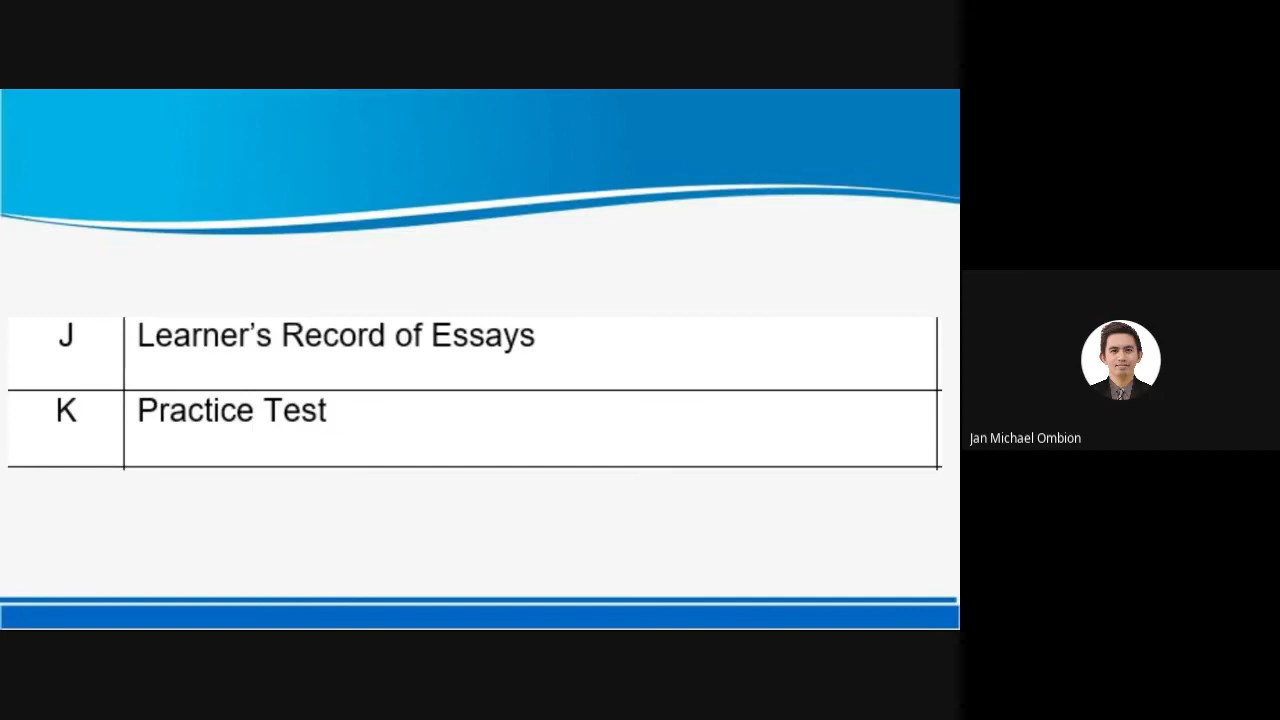 J Learner’s Record of Essays
K Practice Test
Jan Michael Ombion